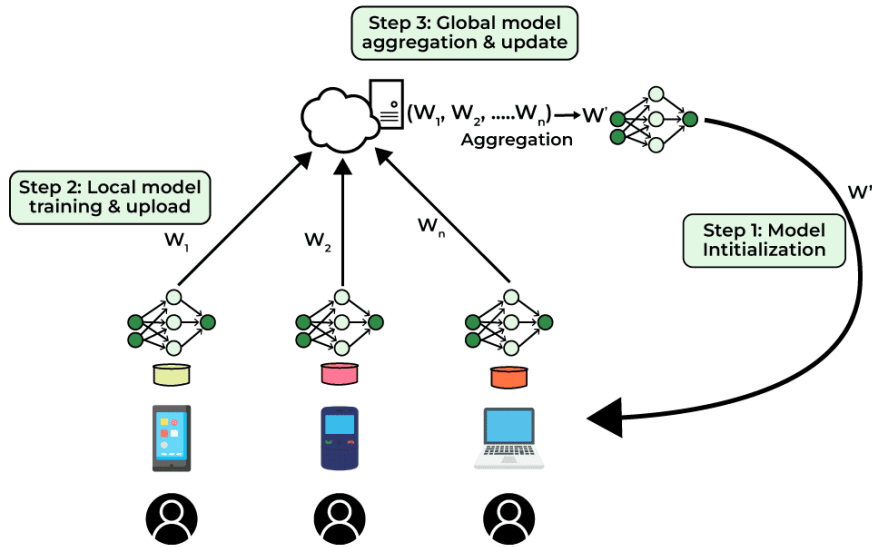 Step 3: Global model
aggregation & update
(W₁, W₂, .....Wₙ) → W'
Aggregation
Step 2: Local model
training & upload
W₁
W₂
Wₙ
W'
Step 1: Model
Intitialization